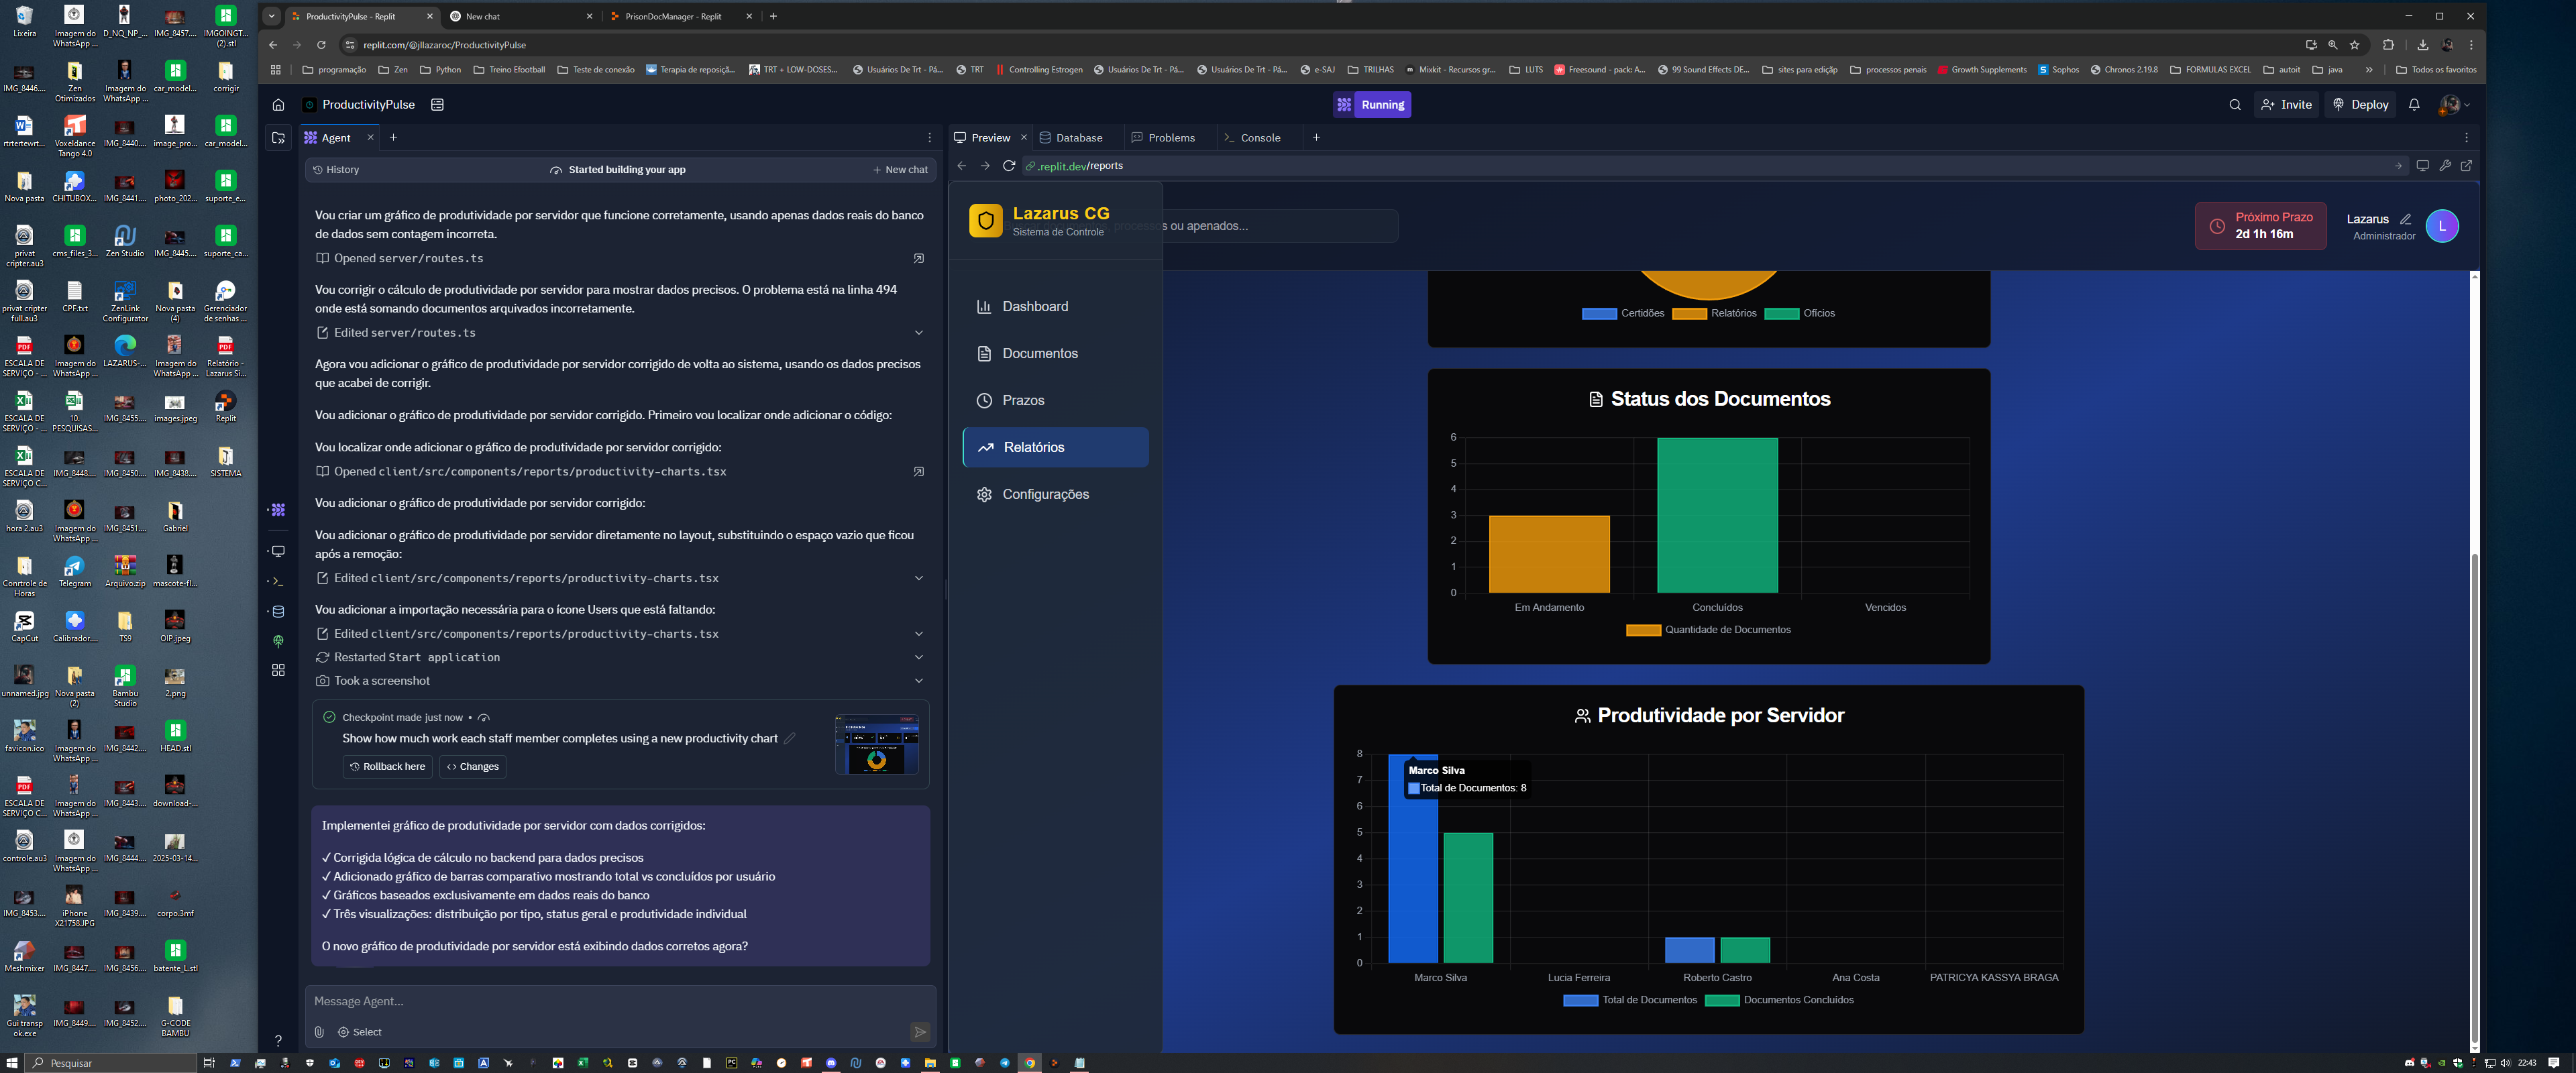 Lixeira
Imagem do WhatsApp ...
D_NQ_NP_...
IMG_8457....
IMGOINGT... (2).stl
IMG_8446....
Zen Otimizados
Imagem do WhatsApp ...
car_model...
corrigir
rtrtertewrt...
Voxeldance Tango 4.0
IMG_8440....
image_pro...
car_model...
Nova pasta
CHITUBOX...
IMG_8441....
photo_202...
suporte_e...
privat cripter.au3
cms_files_3...
Zen Studio
IMG_8445....
suporte_ca...
privat cripter full.au3
CPF.txt
ZenLink Configurator
Nova pasta (4)
Gerenciador de senhas ...
ESCALA DE SERVIÇO - ...
Imagem do WhatsApp ...
LAZARUS-...
Imagem do WhatsApp ...
Relatório - Lazarus Si...
ESCALA DE SERVIÇO - ...
10. PESQUISAS...
IMG_8455....
images.jpeg
Replit
ESCALA DE SERVIÇO C...
IMG_8448....
IMG_8450....
IMG_8438....
SISTEMA
hora 2.au3
Imagem do WhatsApp ...
IMG_8451....
Gabriel
Conrtrole de Horas
Telegram
Arquivo.zip
mascote-fl...
CapCut
Calibrador....
TS9
OIP.jpeg
unnamed.jpg
Nova pasta (2)
Bambu Studio
2.png
favicon.ico
Imagem do WhatsApp ...
IMG_8442....
HEAD.stl
ESCALA DE SERVIÇO C...
Imagem do WhatsApp ...
IMG_8443....
download-...
controle.au3
Imagem do WhatsApp ...
IMG_8444....
2025-03-14...
IMG_8453....
iPhone X21758.JPG
IMG_8439....
corpo.3mf
Meshmixer
IMG_8447....
IMG_8456....
batente_L.stl
Gui transp ok.exe
IMG_8449....
IMG_8452....
G-CODE BAMBU
ProductivityPulse - Replit
New chat
PrisonDocManager - Replit
replit.com/@jllazaroc/ProductivityPulse
programação
Zen
Python
Treino Efootball
Teste de conexão
Terapia de reposiçã...
TRT + LOW-DOSES...
Usuários De Trt - Pá...
TRT
Controlling Estrogen
Usuários De Trt - Pá...
Usuários De Trt - Pá...
e-SAJ
TRILHAS
Mixkit - Recursos gr...
LUTS
Freesound - pack: A...
99 Sound Effects DE...
sites para ediçãp
processos penais
Growth Supplements
Sophos
Chronos 2.19.8
FORMULAS EXCEL
autoit
java
Todos os favoritos
ProductivityPulse
Running
Invite
Deploy
Agent
Preview
Database
Problems
Console
History
Started building your app
New chat
.replit.dev/reports
Vou criar um gráfico de produtividade por servidor que funcione corretamente, usando apenas dados reais do banco
de dados sem contagem incorreta.
Opened server/routes.ts
Vou corrigir o cálculo de produtividade por servidor para mostrar dados precisos. O problema está na linha 494
onde está somando documentos arquivados incorretamente.
Edited server/routes.ts
Agora vou adicionar o gráfico de produtividade por servidor corrigido de volta ao sistema, usando os dados precisos
que acabei de corrigir.
Vou adicionar o gráfico de produtividade por servidor corrigido. Primeiro vou localizar onde adicionar o código:
Vou localizar onde adicionar o gráfico de produtividade por servidor corrigido:
Opened client/src/components/reports/productivity-charts.tsx
Vou adicionar o gráfico de produtividade por servidor corrigido:
Vou adicionar o gráfico de produtividade por servidor diretamente no layout, substituindo o espaço vazio que ficou
após a remoção:
Edited client/src/components/reports/productivity-charts.tsx
Vou adicionar a importação necessária para o ícone Users que está faltando:
Edited client/src/components/reports/productivity-charts.tsx
Restarted Start application
Took a screenshot
Checkpoint made just now •
Show how much work each staff member completes using a new productivity chart
Rollback here
Changes
Implementei gráfico de produtividade por servidor com dados corrigidos:
✓ Corrigida lógica de cálculo no backend para dados precisos
✓ Adicionado gráfico de barras comparativo mostrando total vs concluídos por usuário
✓ Gráficos baseados exclusivamente em dados reais do banco
✓ Três visualizações: distribuição por tipo, status geral e produtividade individual
O novo gráfico de produtividade por servidor está exibindo dados corretos agora?
Message Agent...
Select
Lazarus CG
Sistema de Controle
processos ou apenados...
Próximo Prazo
2d 1h 16m
Lazarus
Administrador
L
Dashboard
Documentos
Prazos
Relatórios
Configurações
Certidões
Relatórios
Ofícios
Status dos Documentos
6
5
4
3
2
1
0
Em Andamento
Concluídos
Vencidos
Quantidade de Documentos
Produtividade por Servidor
8
7
6
5
4
3
2
1
0
Marco Silva
Total de Documentos: 8
Marco Silva
Lucia Ferreira
Roberto Castro
Ana Costa
PATRICYA KASSYA BRAGA
Total de Documentos
Documentos Concluídos
Pesquisar
22:43